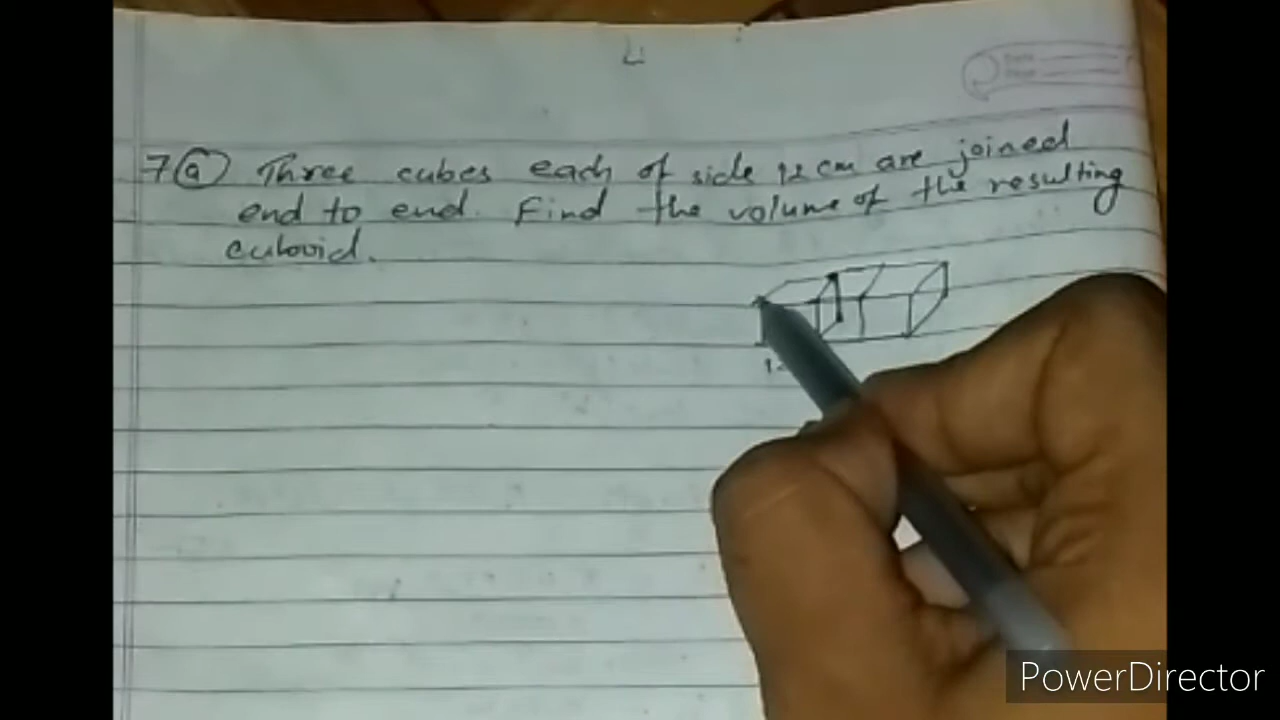 7 (a) Three cubes each of side 12 cm are joined
end to end. Find the volume of the resulting
cubovid.
PowerDirector